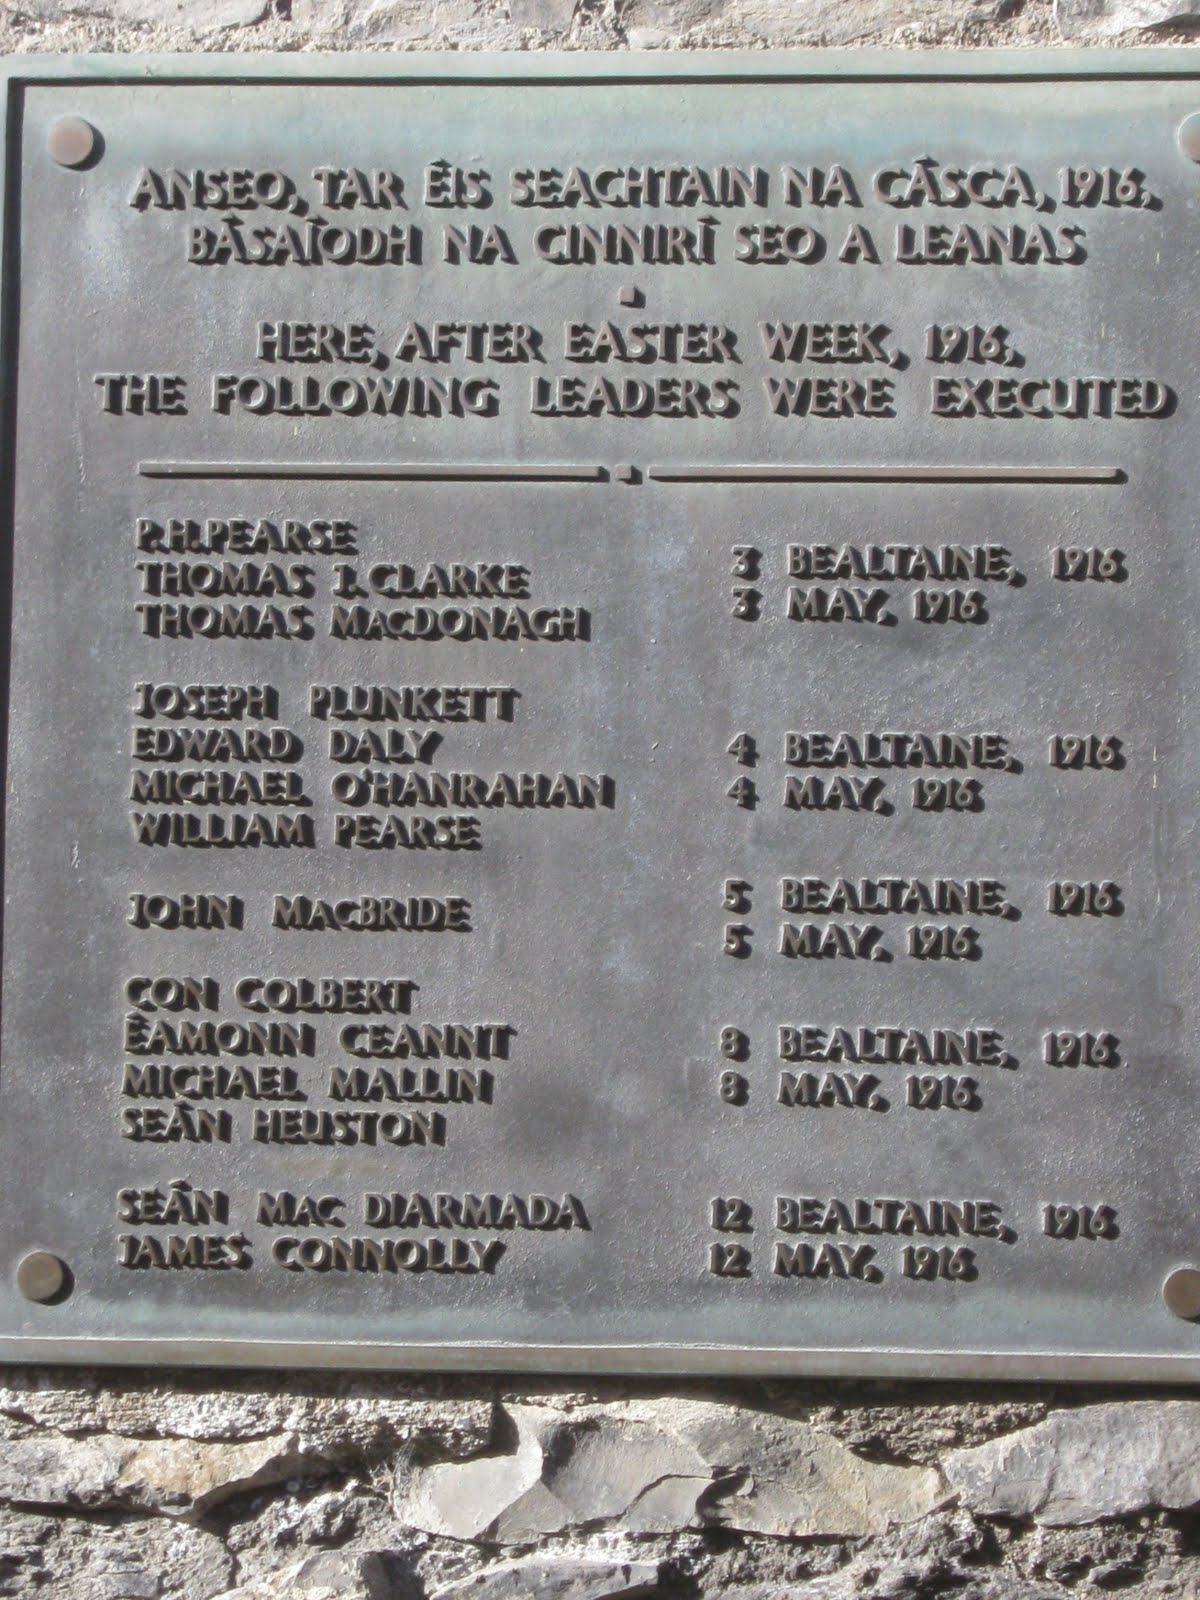 ANSEO, TAR ÉIS SEACHTAIN NA CÁSCA, 1916,
BÁSAÍODH NA CINNIRÍ SEO A LEANAS
HERE, AFTER EASTER WEEK, 1916,
THE FOLLOWING LEADERS WERE EXECUTED
P.H.PEARSE
THOMAS J.CLARKE
THOMAS MACDONAGH
3 BEALTAINE, 1916
3 MAY, 1916
JOSEPH PLUNKETT
EDWARD DALY
MICHAEL O'HANRAHAN
WILLIAM PEARSE
4 BEALTAINE, 1916
4 MAY, 1916
JOHN MACBRIDE
5 BEALTAINE, 1916
5 MAY, 1916
CON COLBERT
ÉAMONN CEANNT
MICHAEL MALLIN
SEÁN HEUSTON
8 BEALTAINE, 1916
8 MAY, 1916
SEÁN MAC DIARMADA
JAMES CONNOLLY
12 BEALTAINE, 1916
12 MAY, 1916